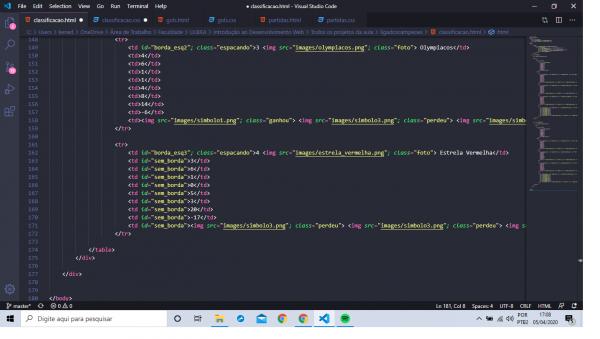 File Edit Selection View Go Run Terminal Help
● classificacao.html - Visual Studio Code
classificacao.html ● classificacao.css ● gols.html gols.css partidas.html partidas.css
C: > Users > > OneDrive > Área de Trabalho > Faculdade > ULBRA > Introdução ao Desenvolvimento Web > Todos os projetos da aula > ligadoscampeoes > classificacao.html > html
148 <tr>
149 <td id="borda_esq2"; class="espacando">3 <img src="images/olympiacos.png"; class="foto"> Olympiacos</td>
150 <td>4</td>
151 <td>6</td>
152 <td>1</td>
153 <td>1</td>
154 <td>4</td>
155 <td>8</td>
156 <td>14</td>
157 <td>-6</td>
158 <td><img src="images/simbolo1.png"; class="ganhou"> <img src="images/simbolo3.png"; class="perdeu"> <img src="images/simb
159 </tr>
160
161 <tr>
162 <td id="borda_esq3"; class="espacando">4 <img src="images/estrela_vermelha.png"; class="foto"> Estrela Vermelha</td>
163 <td id="sem_borda">3</td>
164 <td id="sem_borda">6</td>
165 <td id="sem_borda">1</td>
166 <td id="sem_borda">0</td>
167 <td id="sem_borda">5</td>
168 <td id="sem_borda">3</td>
169 <td id="sem_borda">20</td>
170 <td id="sem_borda">-17</td>
171 <td id="sem_borda"><img src="images/simbolo3.png"; class="perdeu"> <img src="images/simbolo3.png"; class="perdeu"> <img s
172 </tr>
173
174 </table>
175 </div>
176
177 </div>
178
179
180 </body>
master* 0 0 Ln 181, Col 8 Spaces: 4 UTF-8 CRLF HTML
Digite aqui para pesquisar
POR 17:08
PTB2 05/04/2020